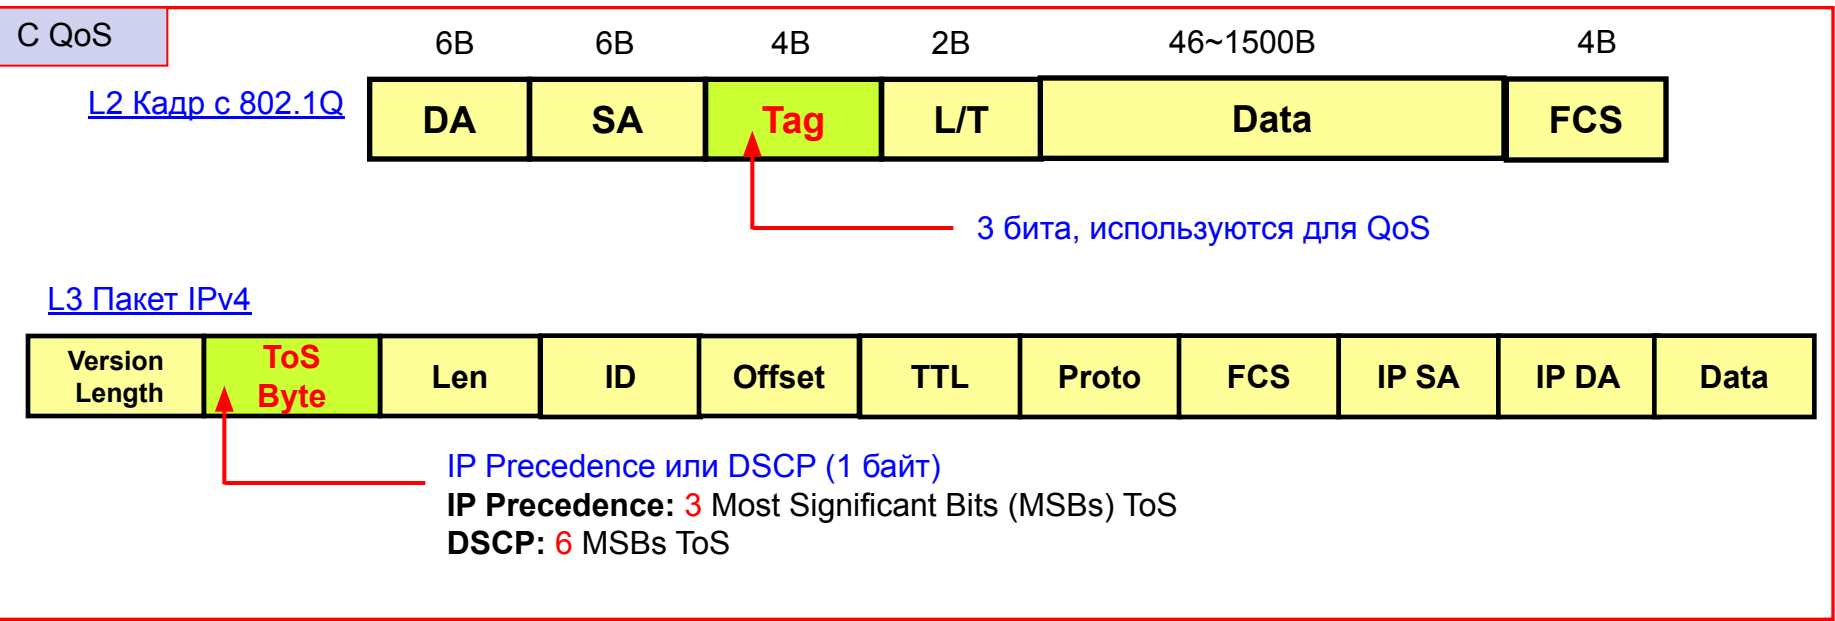 С QoS
6B 6B 4B 2B 46~1500B 4B
L2 Кадр с 802.1Q
DA SA Tag L/T Data FCS
3 бита, используются для QoS
L3 Пакет IPv4
Version Length ToS Byte Len ID Offset TTL Proto FCS IP SA IP DA Data
IP Precedence или DSCP (1 байт)
IP Precedence: 3 Most Significant Bits (MSBs) ToS
DSCP: 6 MSBs ToS